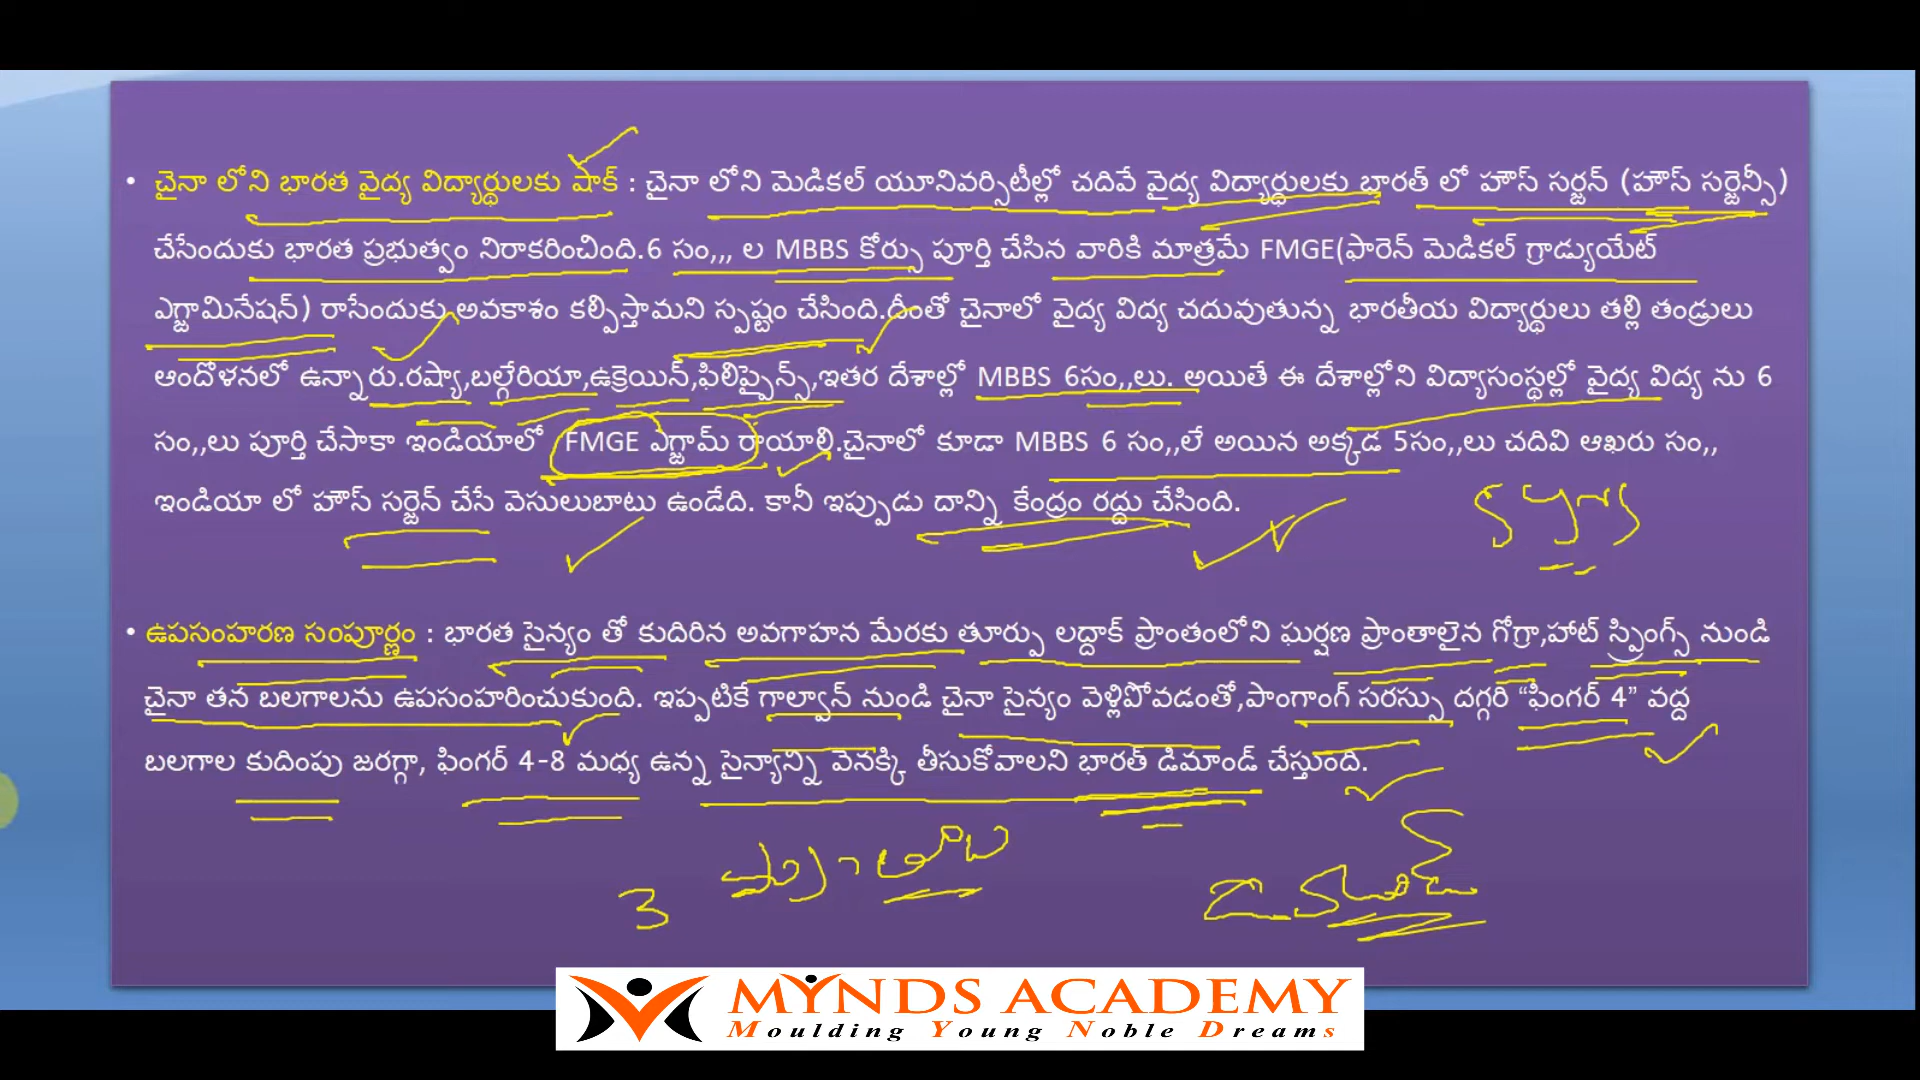 • చైనా లోని భారత వైద్య విద్యార్థులకు షాక్ : చైనా లోని మెడికల్ యూనివర్సిటీల్లో చదివే వైద్య విద్యార్థులకు భారత్ లో హౌస్ సర్జన్ (హౌస్ సర్జెన్సీ)
చేసేందుకు భారత ప్రభుత్వం నిరాకరించింది.6 సం,,, ల MBBS కోర్సు పూర్తి చేసిన వారికి మాత్రమే FMGE(ఫారెన్ మెడికల్ గ్రాడ్యుయేట్
ఎగ్జామినేషన్) రాసేందుకు అవకాశం కల్పిస్తామని స్పష్టం చేసింది.దీంతో చైనాలో వైద్య విద్య చదువుతున్న భారతీయ విద్యార్థులు తల్లి తండ్రులు
ఆందోళనలో ఉన్నారు.రష్యా,బల్గేరియా,ఉక్రెయిన్,ఫిలిప్పైన్స్,ఇతర దేశాల్లో MBBS 6సం,,లు. అయితే ఈ దేశాల్లోని విద్యాసంస్థల్లో వైద్య విద్య ను 6
సం,,లు పూర్తి చేసాకా ఇండియాలో FMGE ఎగ్జామ్ రాయాలి.చైనాలో కూడా MBBS 6 సం,,లే అయిన అక్కడ 5సం,,లు చదివి ఆఖరు సం,,
ఇండియా లో హౌస్ సర్జెన్ చేసే వెసులుబాటు ఉండేది. కానీ ఇప్పుడు దాన్ని కేంద్రం రద్దు చేసింది.
5 yrs
• ఉపసంహరణ సంపూర్ణం : భారత సైన్యం తో కుదిరిన అవగాహన మేరకు తూర్పు లద్దాక్ ప్రాంతంలోని ఘర్షణ ప్రాంతాలైన గోగ్రా,హాట్ స్ప్రింగ్స్ నుండి
చైనా తన బలగాలను ఉపసంహరించుకుంది. ఇప్పటికే గాల్వాన్ నుండి చైనా సైన్యం వెళ్లిపోవడంతో,పాంగాంగ్ సరస్సు దగ్గరి “ఫింగర్ 4” వద్ద
బలగాల కుదింపు జరగ్గా, ఫింగర్ 4-8 మధ్య ఉన్న సైన్యాన్ని వెనక్కి తీసుకోవాలని భారత్ డిమాండ్ చేస్తుంది.
3
MYNDS ACADEMY
Moulding Young Noble Dreams